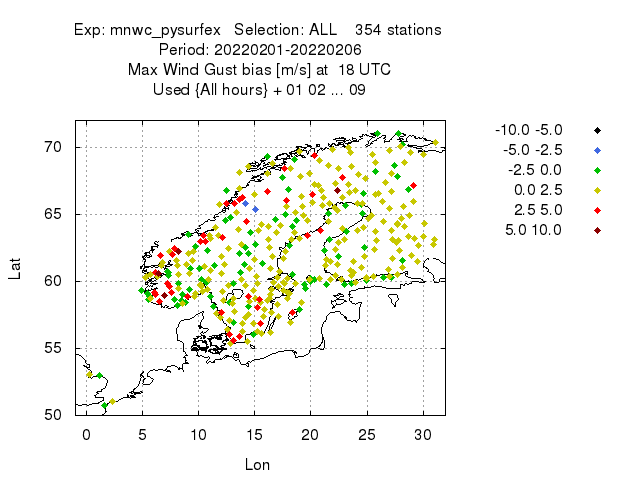 Exp: mnwc_pysurfex   Selection: ALL    354 stations
Period: 20220201-20220206
Max Wind Gust bias [m/s] at  18 UTC
Used {All hours} + 01 02 ... 09
-10.0 -5.0
-5.0 -2.5
-2.5 0.0
0.0 2.5
2.5 5.0
5.0 10.0
70
65
60
55
50
Lat
0 5 10 15 20 25 30
Lon